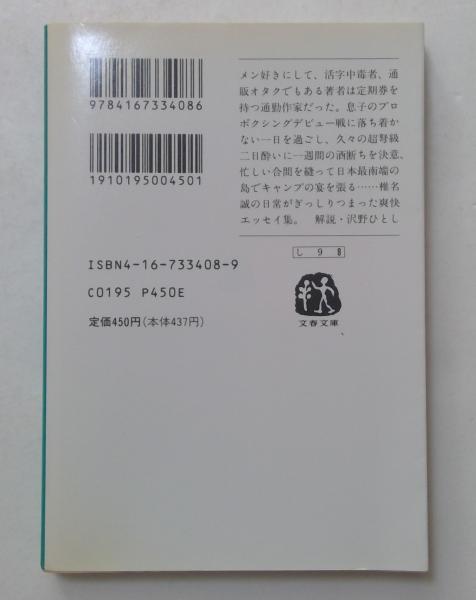 9784167334086
1910195004501
ISBN4-16-733408-9
C0195 P450E
定価450円(本体437円)
メン好きにして、活字中毒者、通
販オタクでもある著者は定期券を
持つ通勤作家だった。息子のプロ
ボクシングデビュー戦に落ち着か
ない一日を過ごし、久々の超弩級
二日酔いに一週間の酒断ちを決意、
忙しい合間を縫って日本最南端の
島でキャンプの宴を張る……椎名
誠の日常がぎっしりつまった爽快
エッセイ集。 解説・沢野ひとし
し 9 8
文春文庫